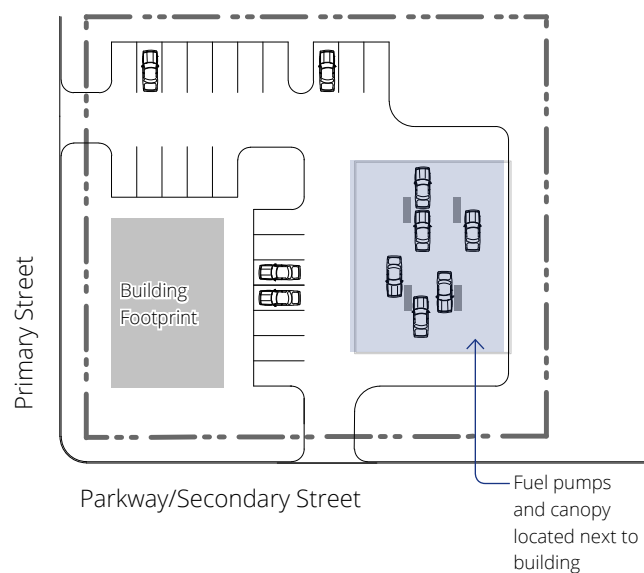 Building
Footprint
Primary Street
Parkway/Secondary Street
Fuel pumps
and canopy
located next to
building